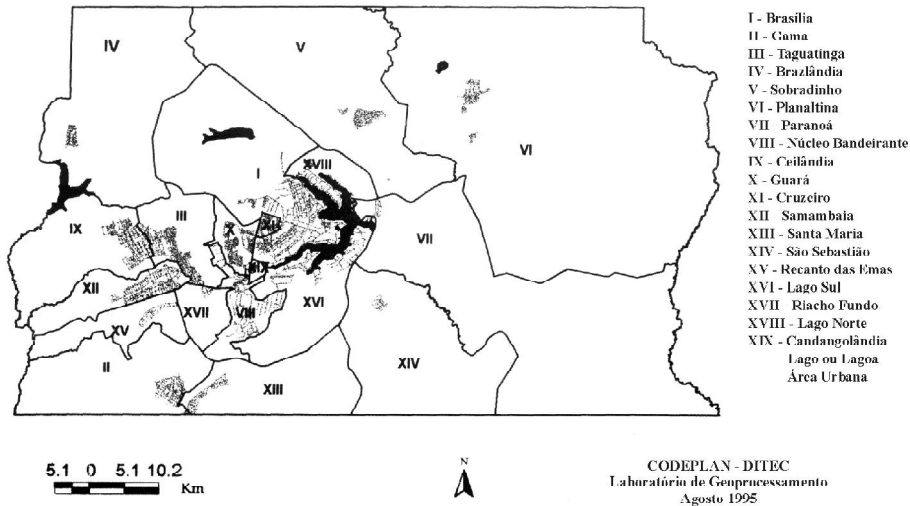 IV
V
VI
XVIII
I
IX
III
X
XI
VII
XIX
XII
XVII
VIII
XVI
XV
II
XIV
XIII
I - Brasília
II - Gama
III - Taguatinga
IV - Brazlândia
V - Sobradinho
VI - Planaltina
VII Paranoá
VIII - Núcleo Bandeirante
IX - Ceilândia
X - Guará
XI - Cruzeiro
XII Samambaia
XIII - Santa Maria
XIV - São Sebastião
XV - Recanto das Emas
XVI - Lago Sul
XVII Riacho Fundo
XVIII - Lago Norte
XIX - Candangolândia
Lago ou Lagoa
Área Urbana
5.1 0 5.1 10.2
Km
N
CODEPLAN - DITEC
Laboratório de Geoprocessamento
Agosto 1995